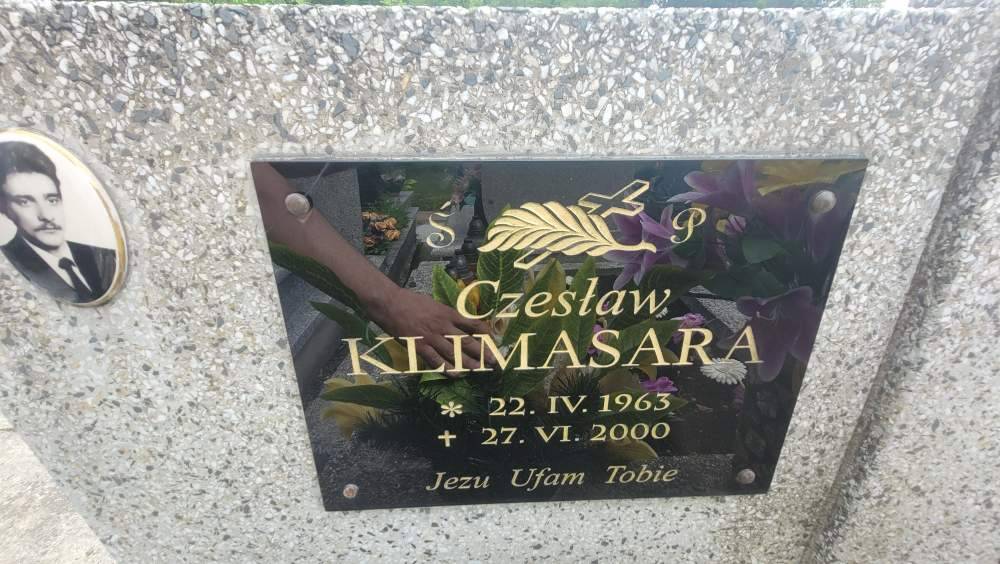 Ś P
Czesław
KLIMASARA
* 22. IV. 1963
+ 27. VI. 2000
Jezu Ufam Tobie